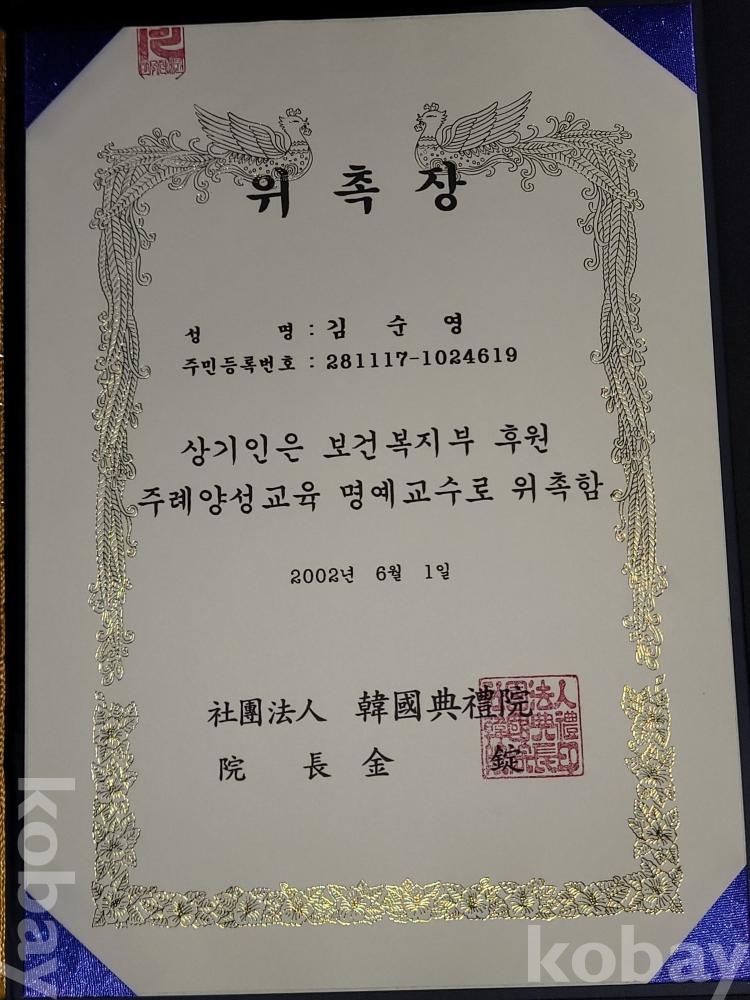 위 촉 장
성 명 : 김 순 영
주민등록번호 : 281117-1024619
상기인은 보건복지부 후원
주례양성교육 명예교수로 위촉함
2002년 6월 1일
社團法人 韓國典禮院
院 長 金 錠
kobay
kobay